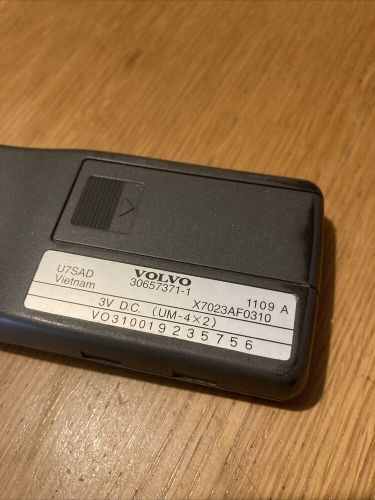 U7SAD VOLVO 1109 A
Vietnam 30657371-1 X7023AF0310
3V D.C. (UM-4×2)
VO310019235756